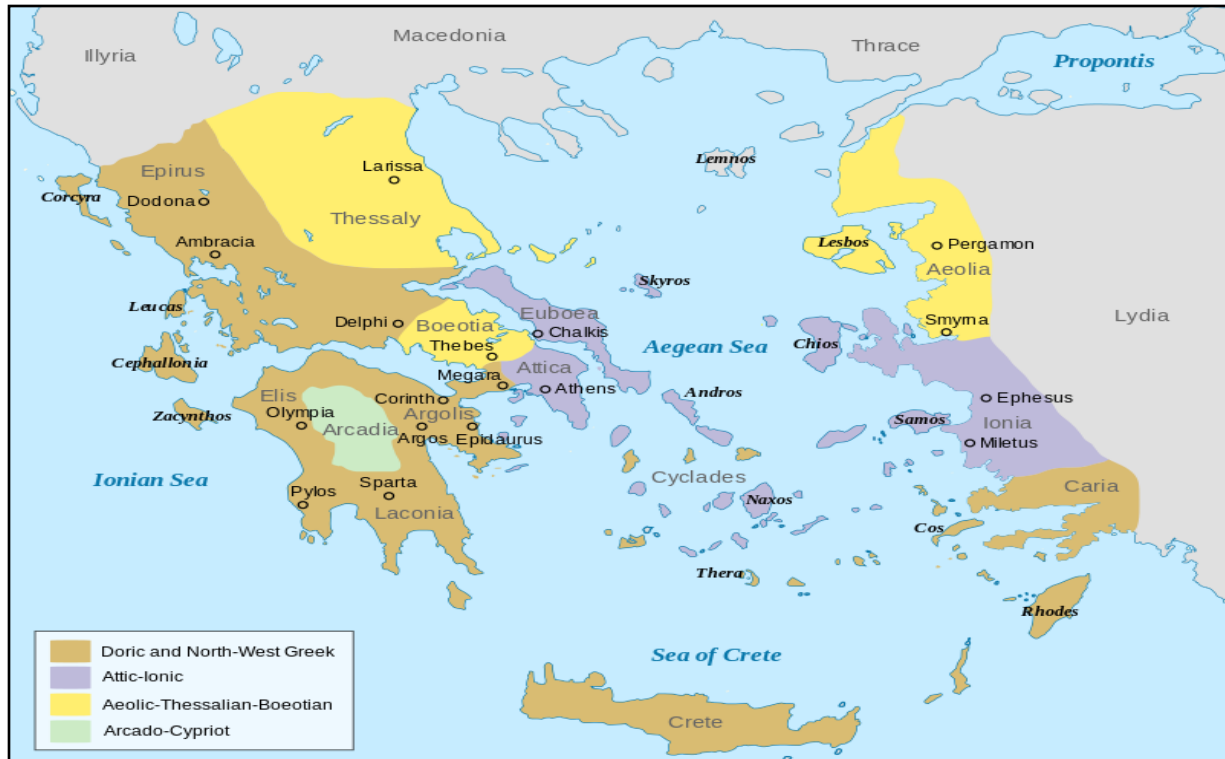 Macedonia
Thrace
Illyria
Propontis
Lemnos
Larissa
Epirus
Corcyra
Dodona
Thessaly
Ambracia
Lesbos
Pergamon
Aeolia
Skyros
Leucas
Euboea
Lydia
Delphi
Boeotia
Smyrna
Chalkis
Thebes
Aegean Sea
Chios
Cephallonia
Attica
Megara
Athens
Andros
Elis
Corinth
Ephesus
Zacynthos
Olympia
Argolis
Samos
Ionia
Arcadia
Argos
Epidaurus
Miletus
Ionian Sea
Cyclades
Sparta
Caria
Pylos
Naxos
Laconia
Cos
Thera
Rhodes
Doric and North-West Greek
Sea of Crete
Attic-Ionic
Aeolic-Thessalian-Boeotian
Crete
Arcado-Cypriot